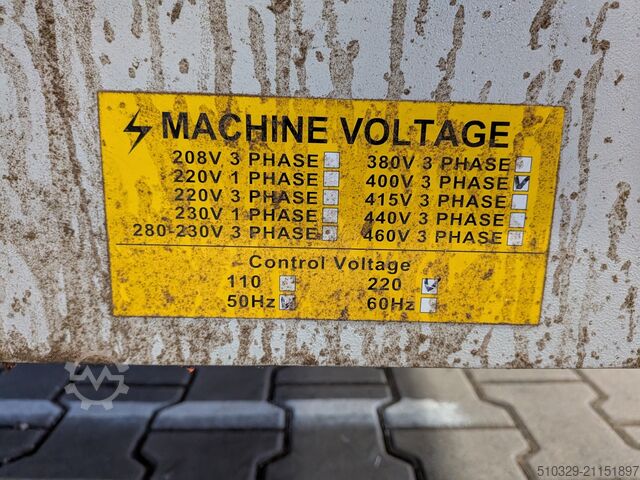 MACHINE VOLTAGE
208V 3 PHASE 380V 3 PHASE
220V 1 PHASE 400V 3 PHASE
220V 3 PHASE 415V 3 PHASE
230V 1 PHASE 440V 3 PHASE
280-230V 3 PHASE 460V 3 PHASE
Control Voltage
110 220
50Hz 60Hz
510329-21151897